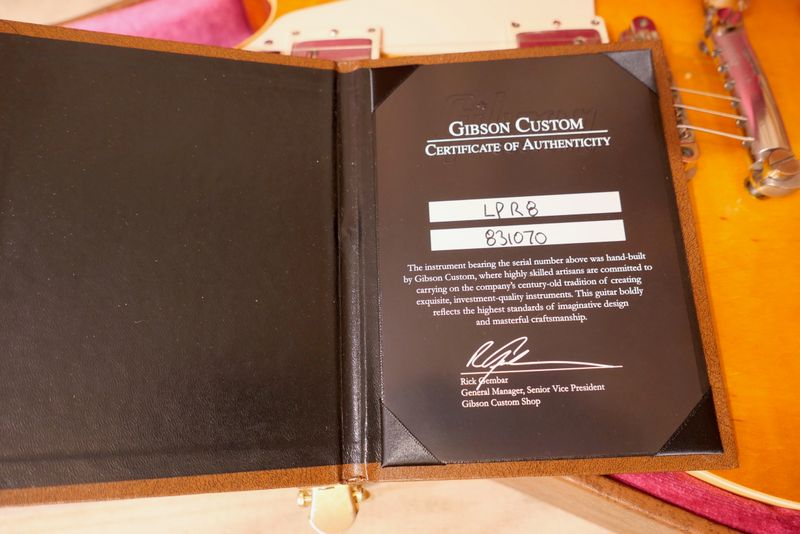 Gibson
GIBSON CUSTOM
CERTIFICATE OF AUTHENTICITY
LPR8
831070
The instrument bearing the serial number above was hand-built
by Gibson Custom, where highly skilled artisans are committed to
carrying on the company's century-old tradition of creating
exquisite, investment-quality instruments. This guitar boldly
reflects the highest standards of imaginative design
and masterful craftsmanship.
Rick Gembar
General Manager, Senior Vice President
Gibson Custom Shop